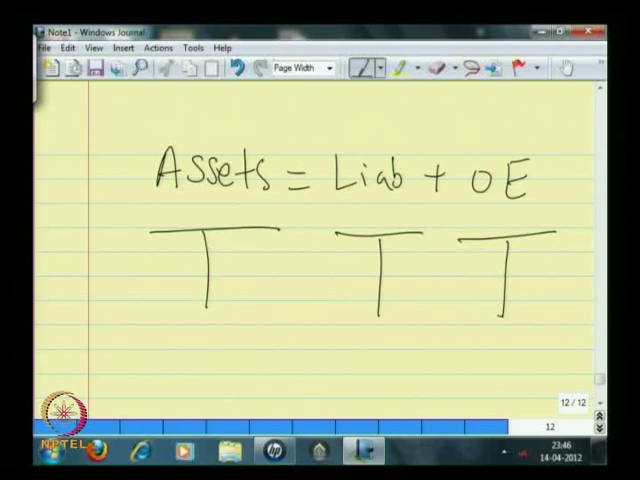 Note1 - Windows Journal
File Edit View Insert Actions Tools Help
Page Width
Assets = Liab + OE
12 / 12
12
NPTEL
hp
23:46
14-04-2012